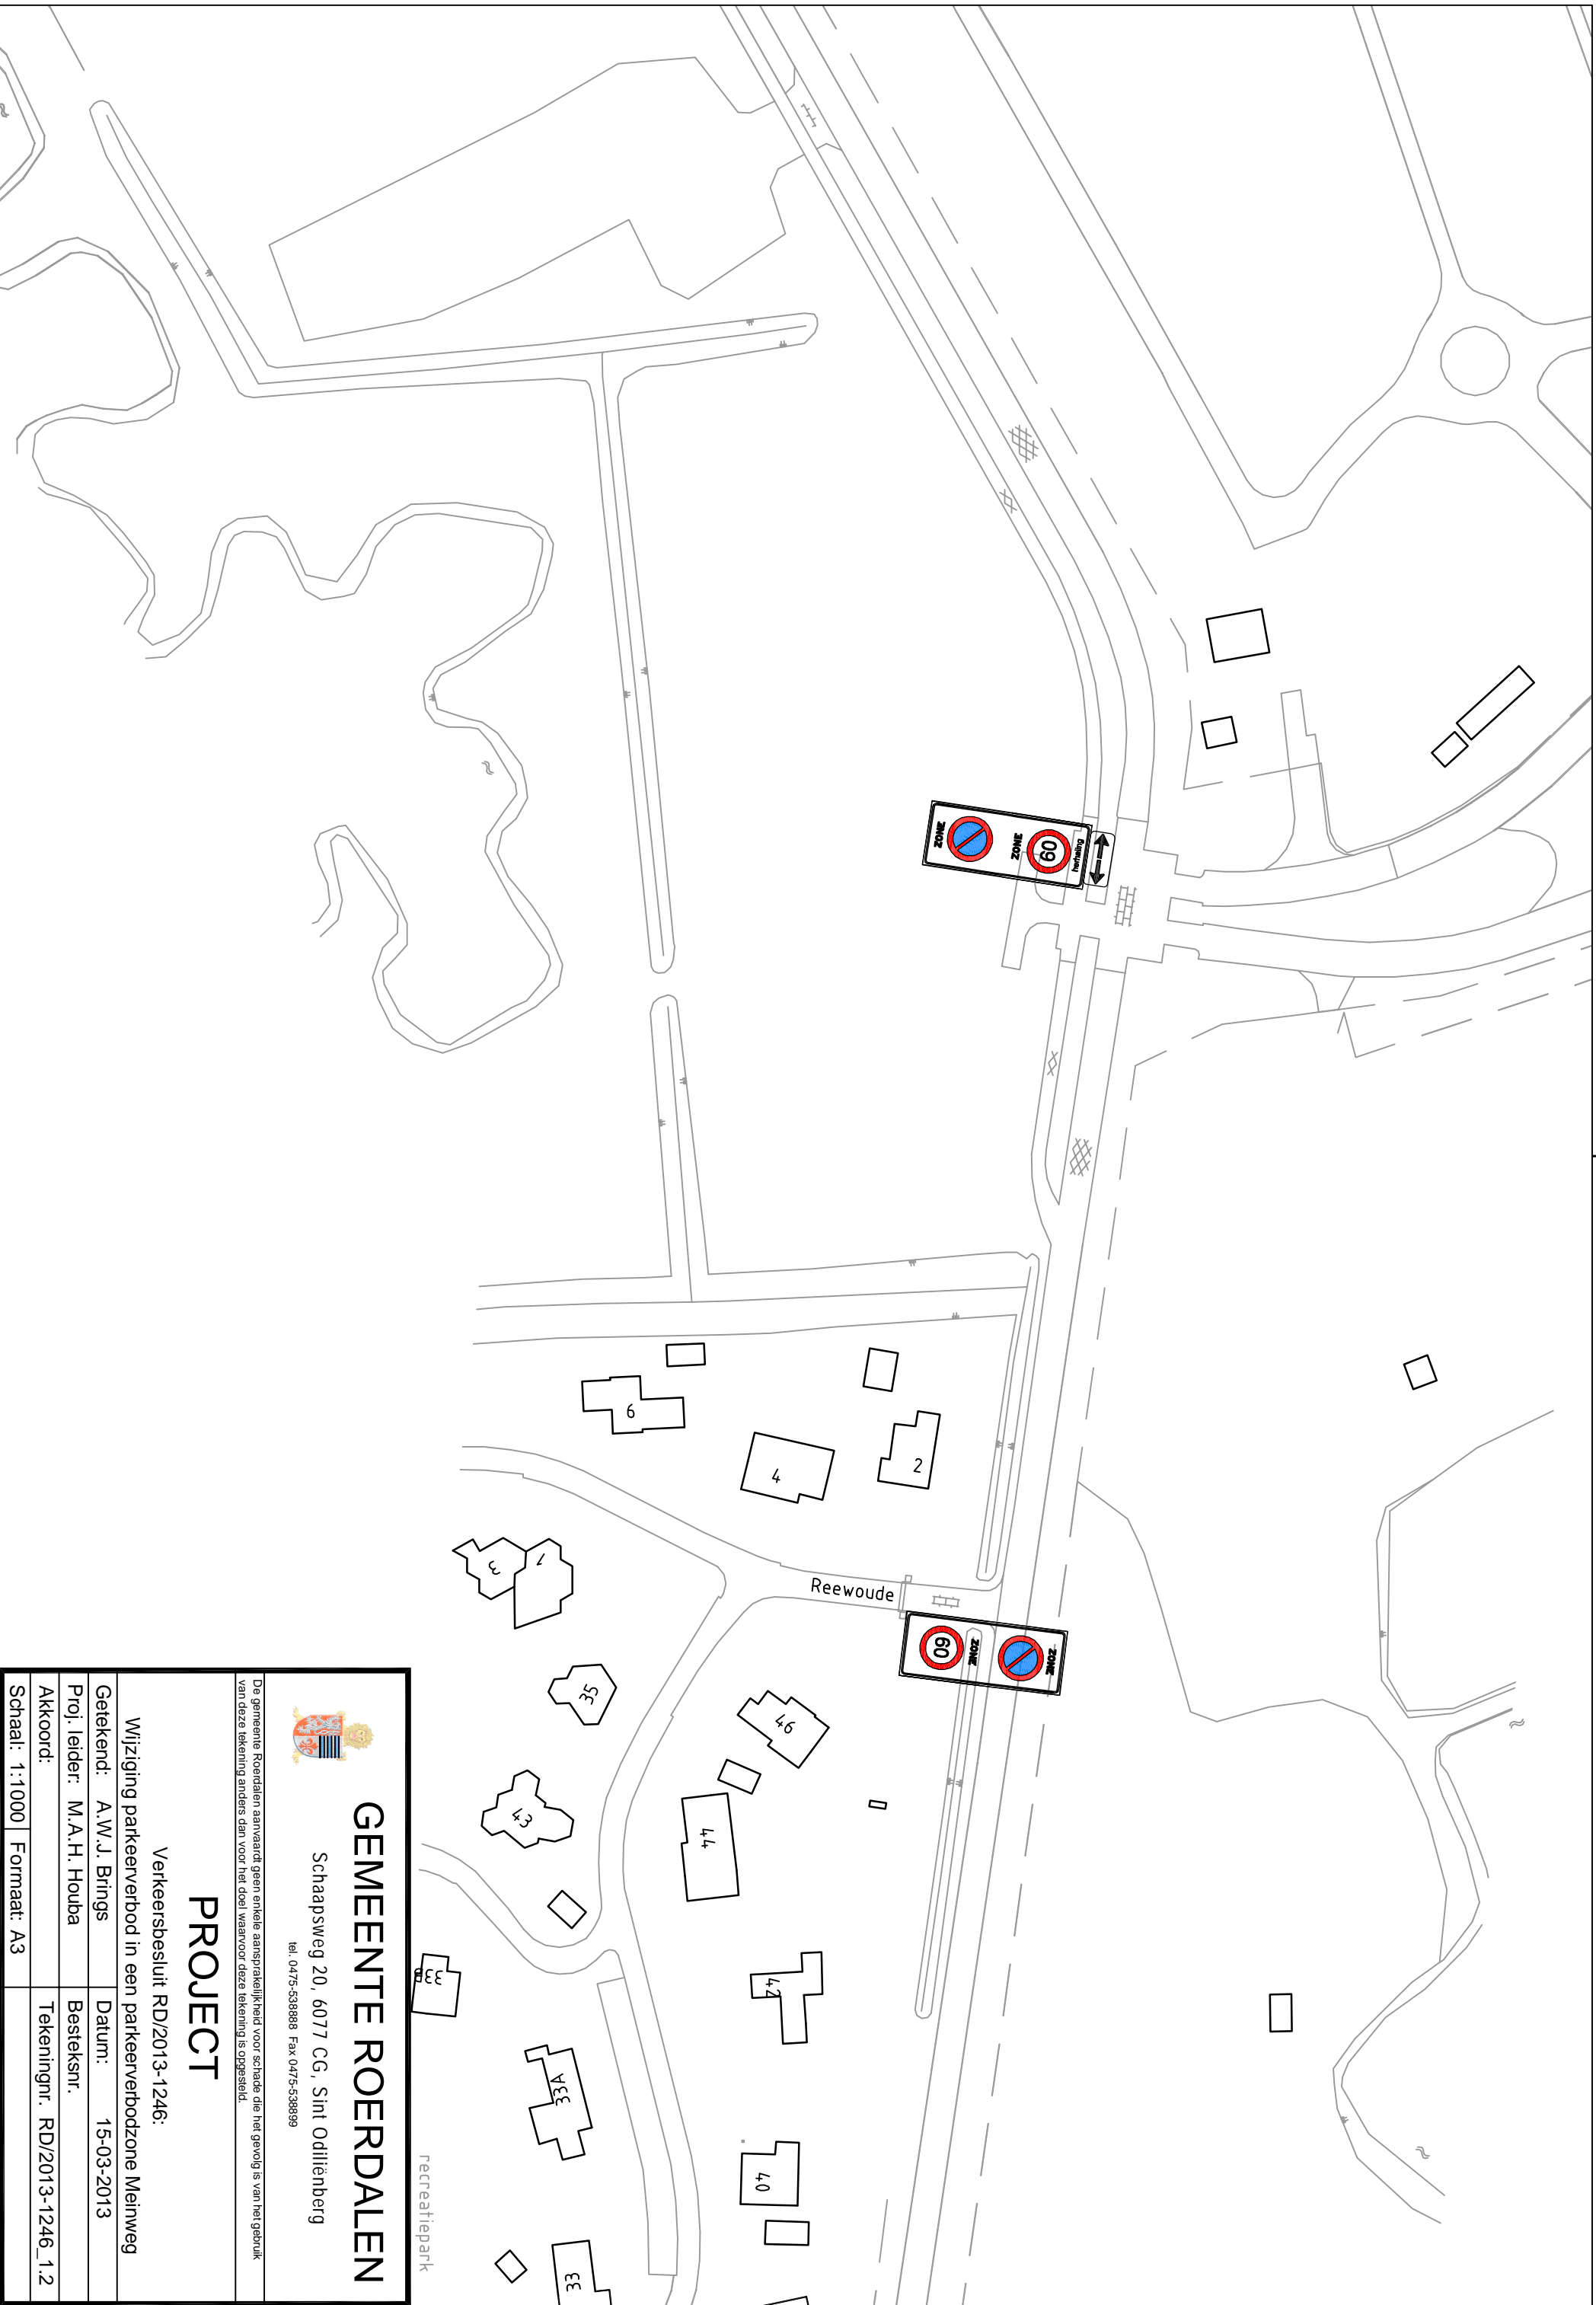 ZONE
ZONE
60
herhaling
6
4
2
Reewoude
1
3
ZONE
60
ZONE
35
46
43
44
42
33B
33A
40
33
recreatiepark
GEMEENTE ROERDALEN
Schaapsweg 20, 6077 CG, Sint Odiliënberg
tel. 0475-538888 Fax 0475-538899
De gemeente Roerdalen aanvaardt geen enkele aansprakelijkheid voor schade die het gevolg is van het gebruik
van deze tekening anders dan voor het doel waarvoor deze tekening is opgesteld.
PROJECT
Verkeersbesluit RD/2013-1246:
Wijziging parkeerverbod in een parkeerverbodzone Meinweg
Getekend: A.W.J. Brings Datum: 15-03-2013
Proj. leider: M.A.H. Houba Besteksnr.
Akkoord: Tekeningnr. RD/2013-1246_1.2
Schaal: 1:1000 Formaat: A3